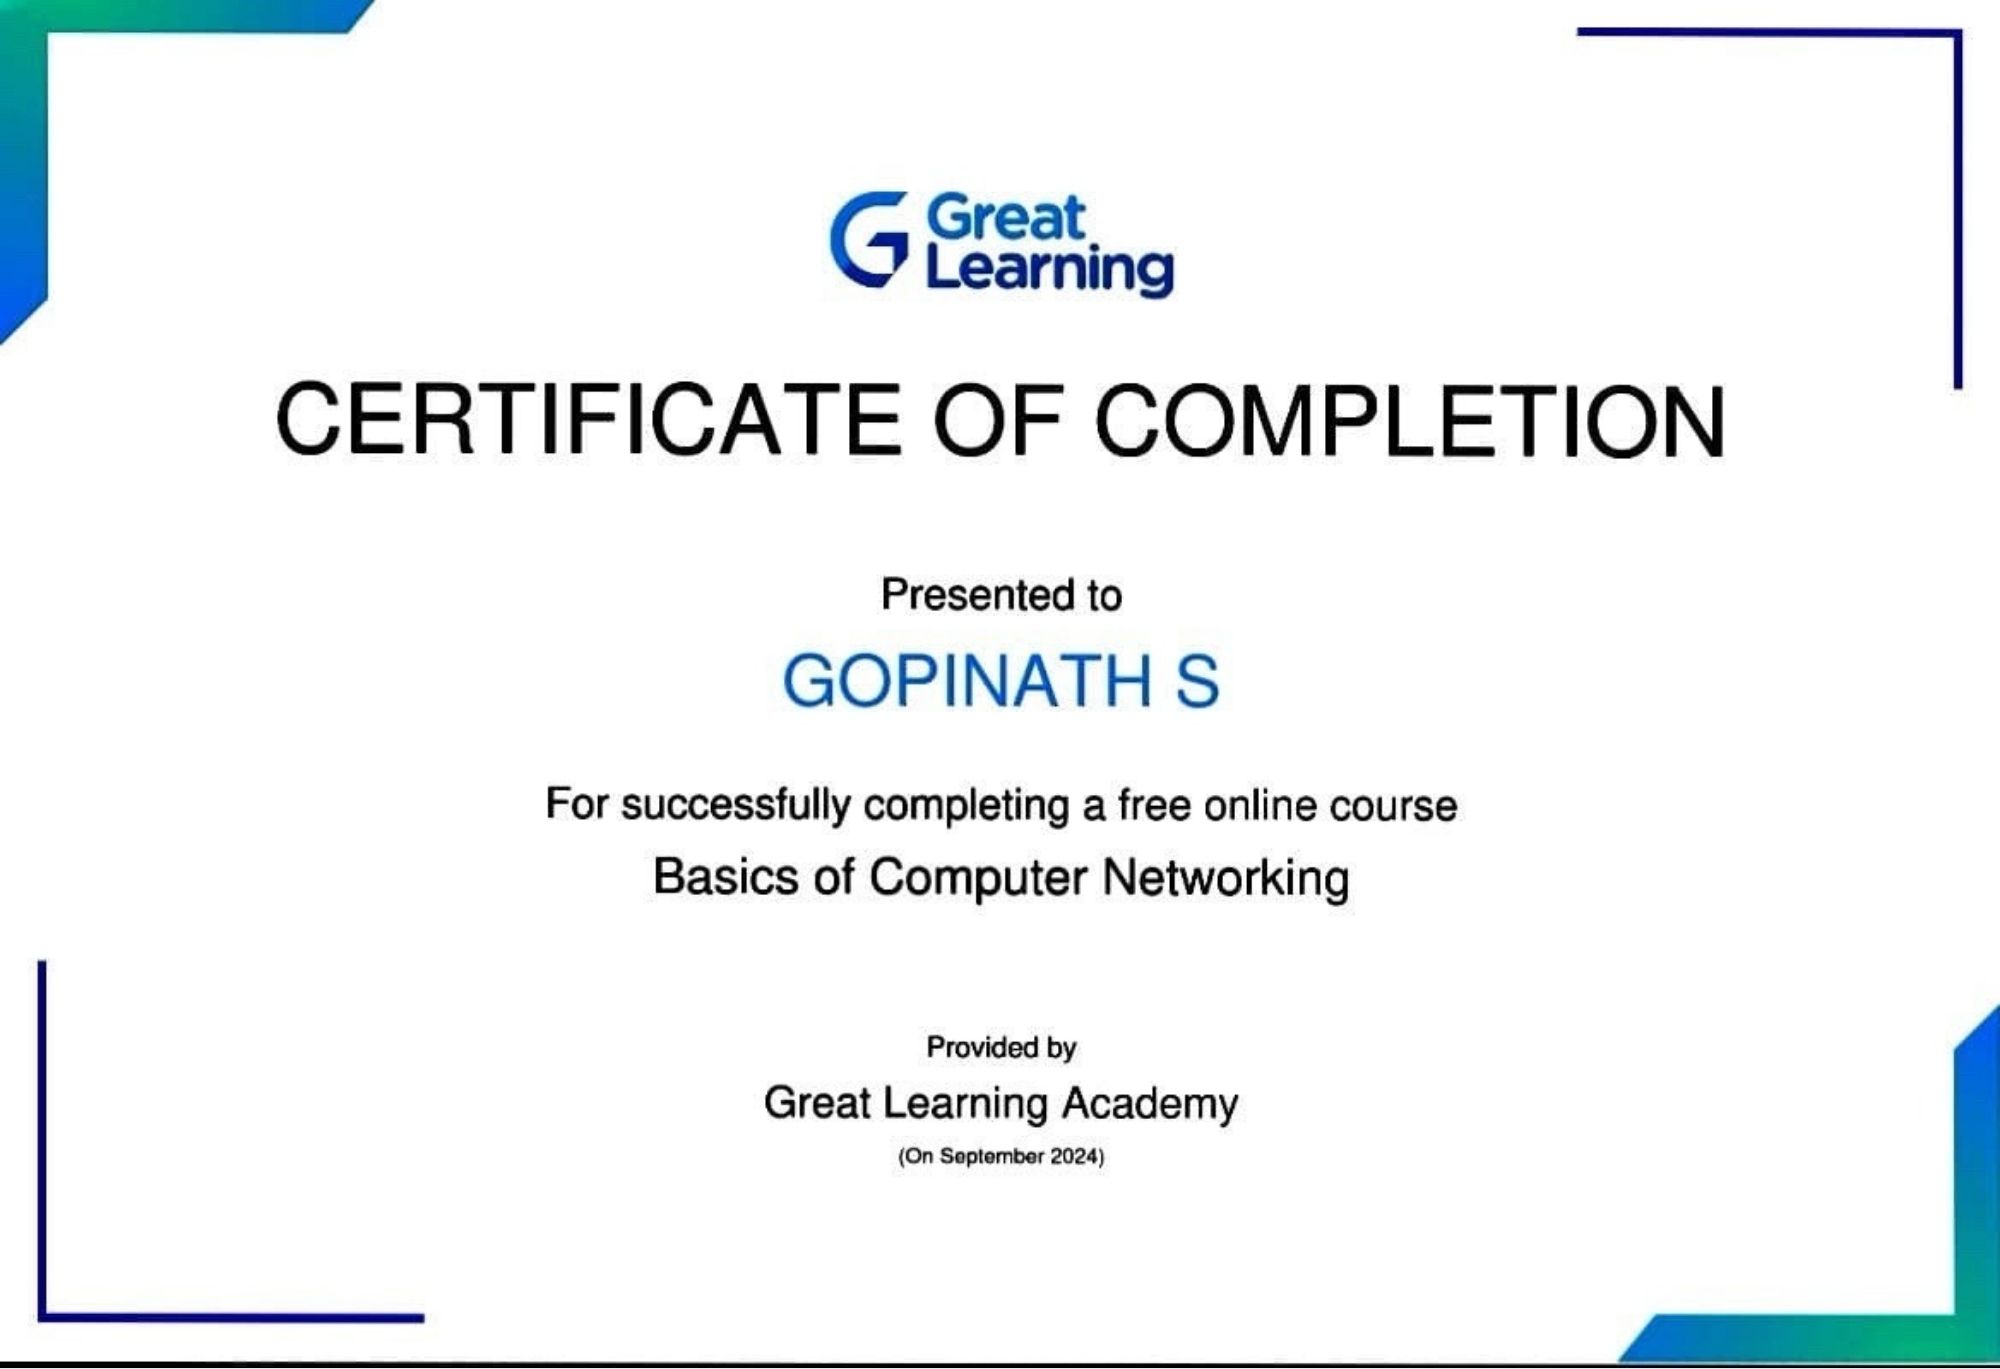 Great
Learning
CERTIFICATE OF COMPLETION
Presented to
GOPINATH S
For successfully completing a free online course
Basics of Computer Networking
Provided by
Great Learning Academy
(On September 2024)